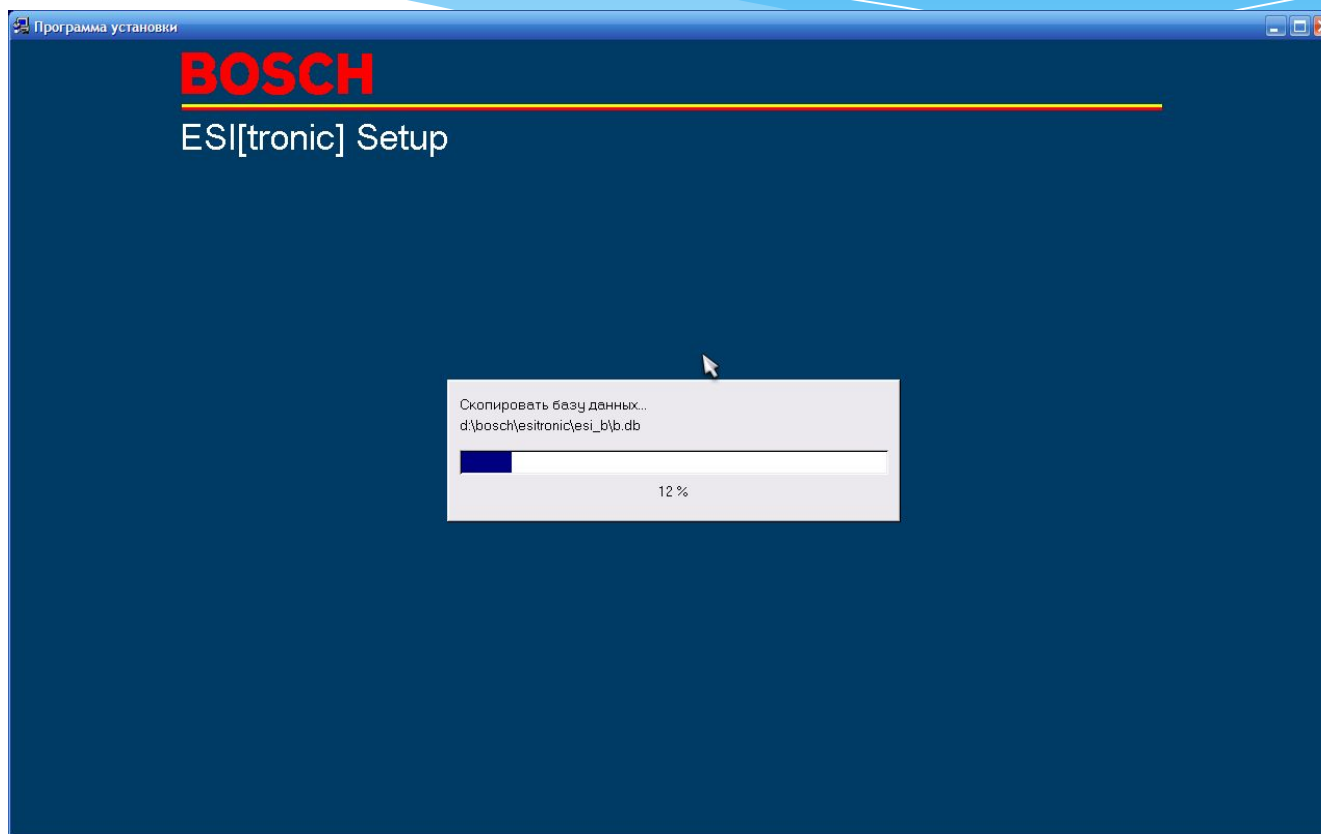 Программа установки
BOSCH
ESI[tronic] Setup
Скопировать базу данных...
d:\bosch\esitronic\esi_b\b.db
12 %